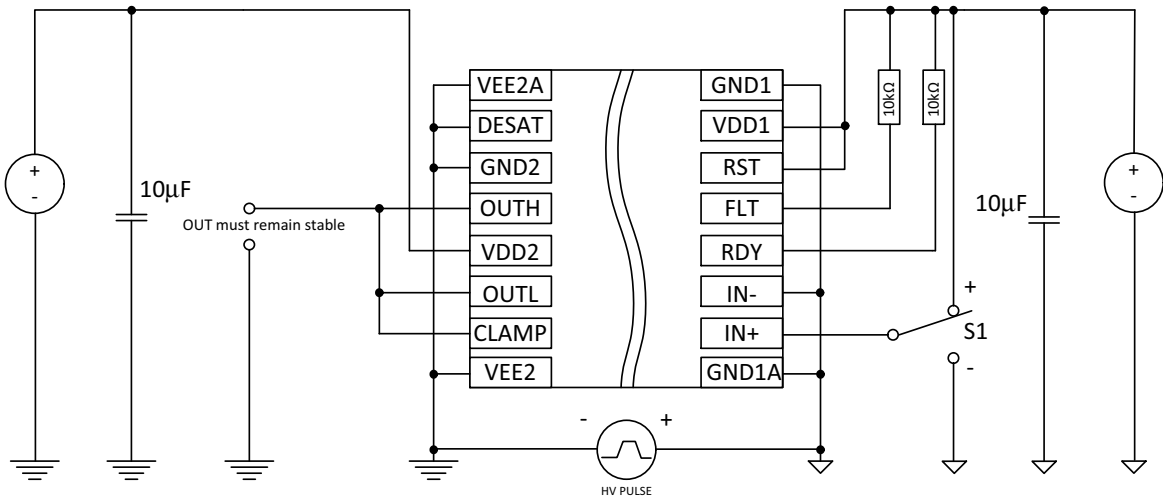 +
-
10μF
OUT must remain stable
VEE2A
DESAT
GND2
OUTH
VDD2
OUTL
CLAMP
VEE2
GND1
VDD1
RST
FLT
RDY
IN-
IN+
GND1A
10kΩ
10kΩ
10μF
+
-
+
S1
-
-
+
HV PULSE